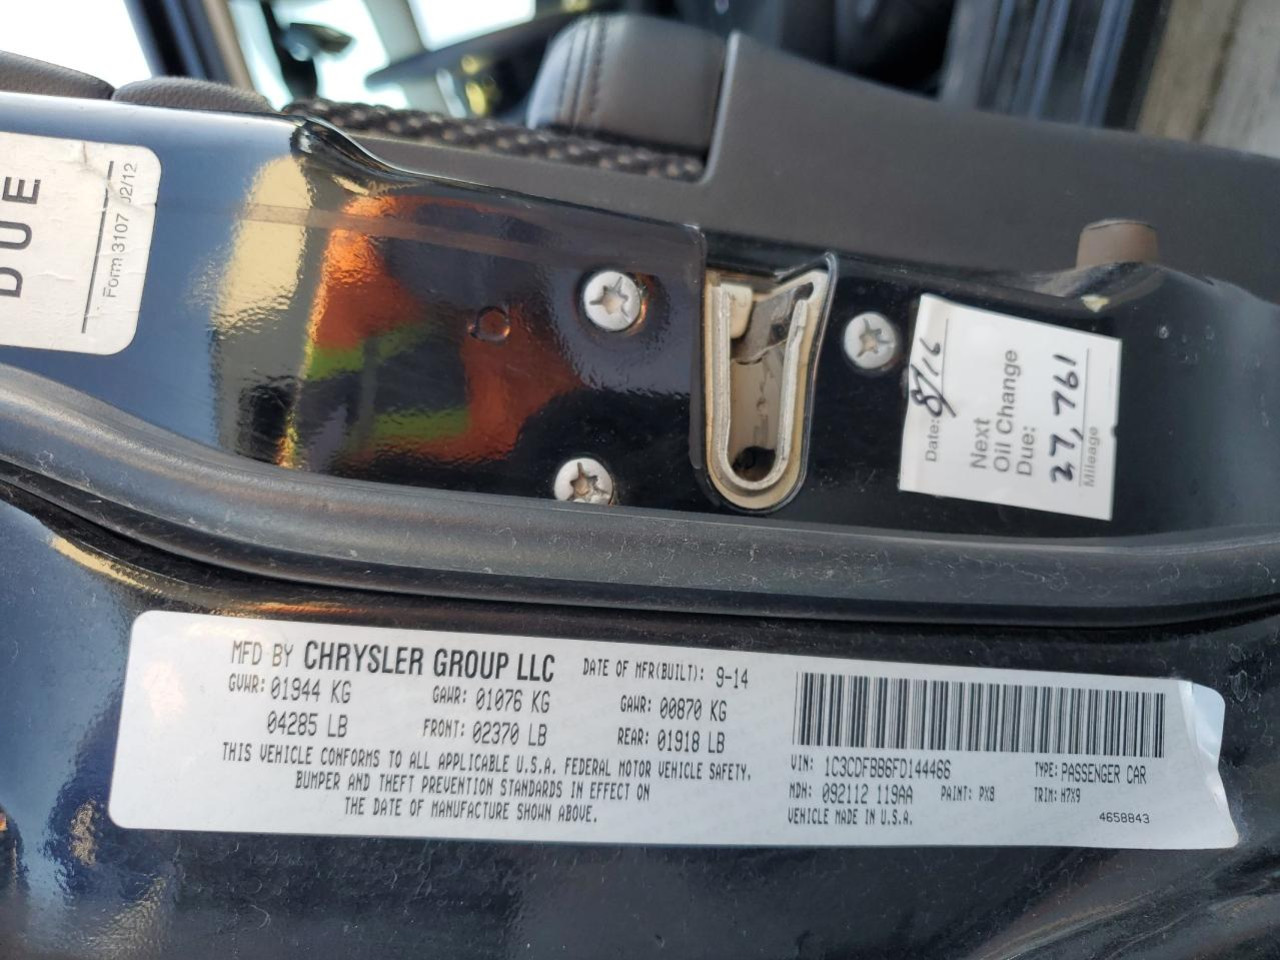 DUE
Form 3107 02/12
Date: 8/16
Next
Oil Change
Due:
27,761
Mileage
MFD BY CHRYSLER GROUP LLC DATE OF MFR(BUILT): 9-14
GVWR: 01944 KG GAWR: 01076 KG GAWR: 00870 KG
04285 LB FRONT: 02370 LB REAR: 01918 LB
THIS VEHICLE CONFORMS TO ALL APPLICABLE U.S.A. FEDERAL MOTOR VEHICLE SAFETY,
BUMPER AND THEFT PREVENTION STANDARDS IN EFFECT ON
THE DATE OF MANUFACTURE SHOWN ABOVE.
VIN: 1C3CDFBB6FD144466 TYPE: PASSENGER CAR
MDH: 092112 119AA PAINT: PX8 TRIM: H7X9
VEHICLE MADE IN U.S.A. 4658843